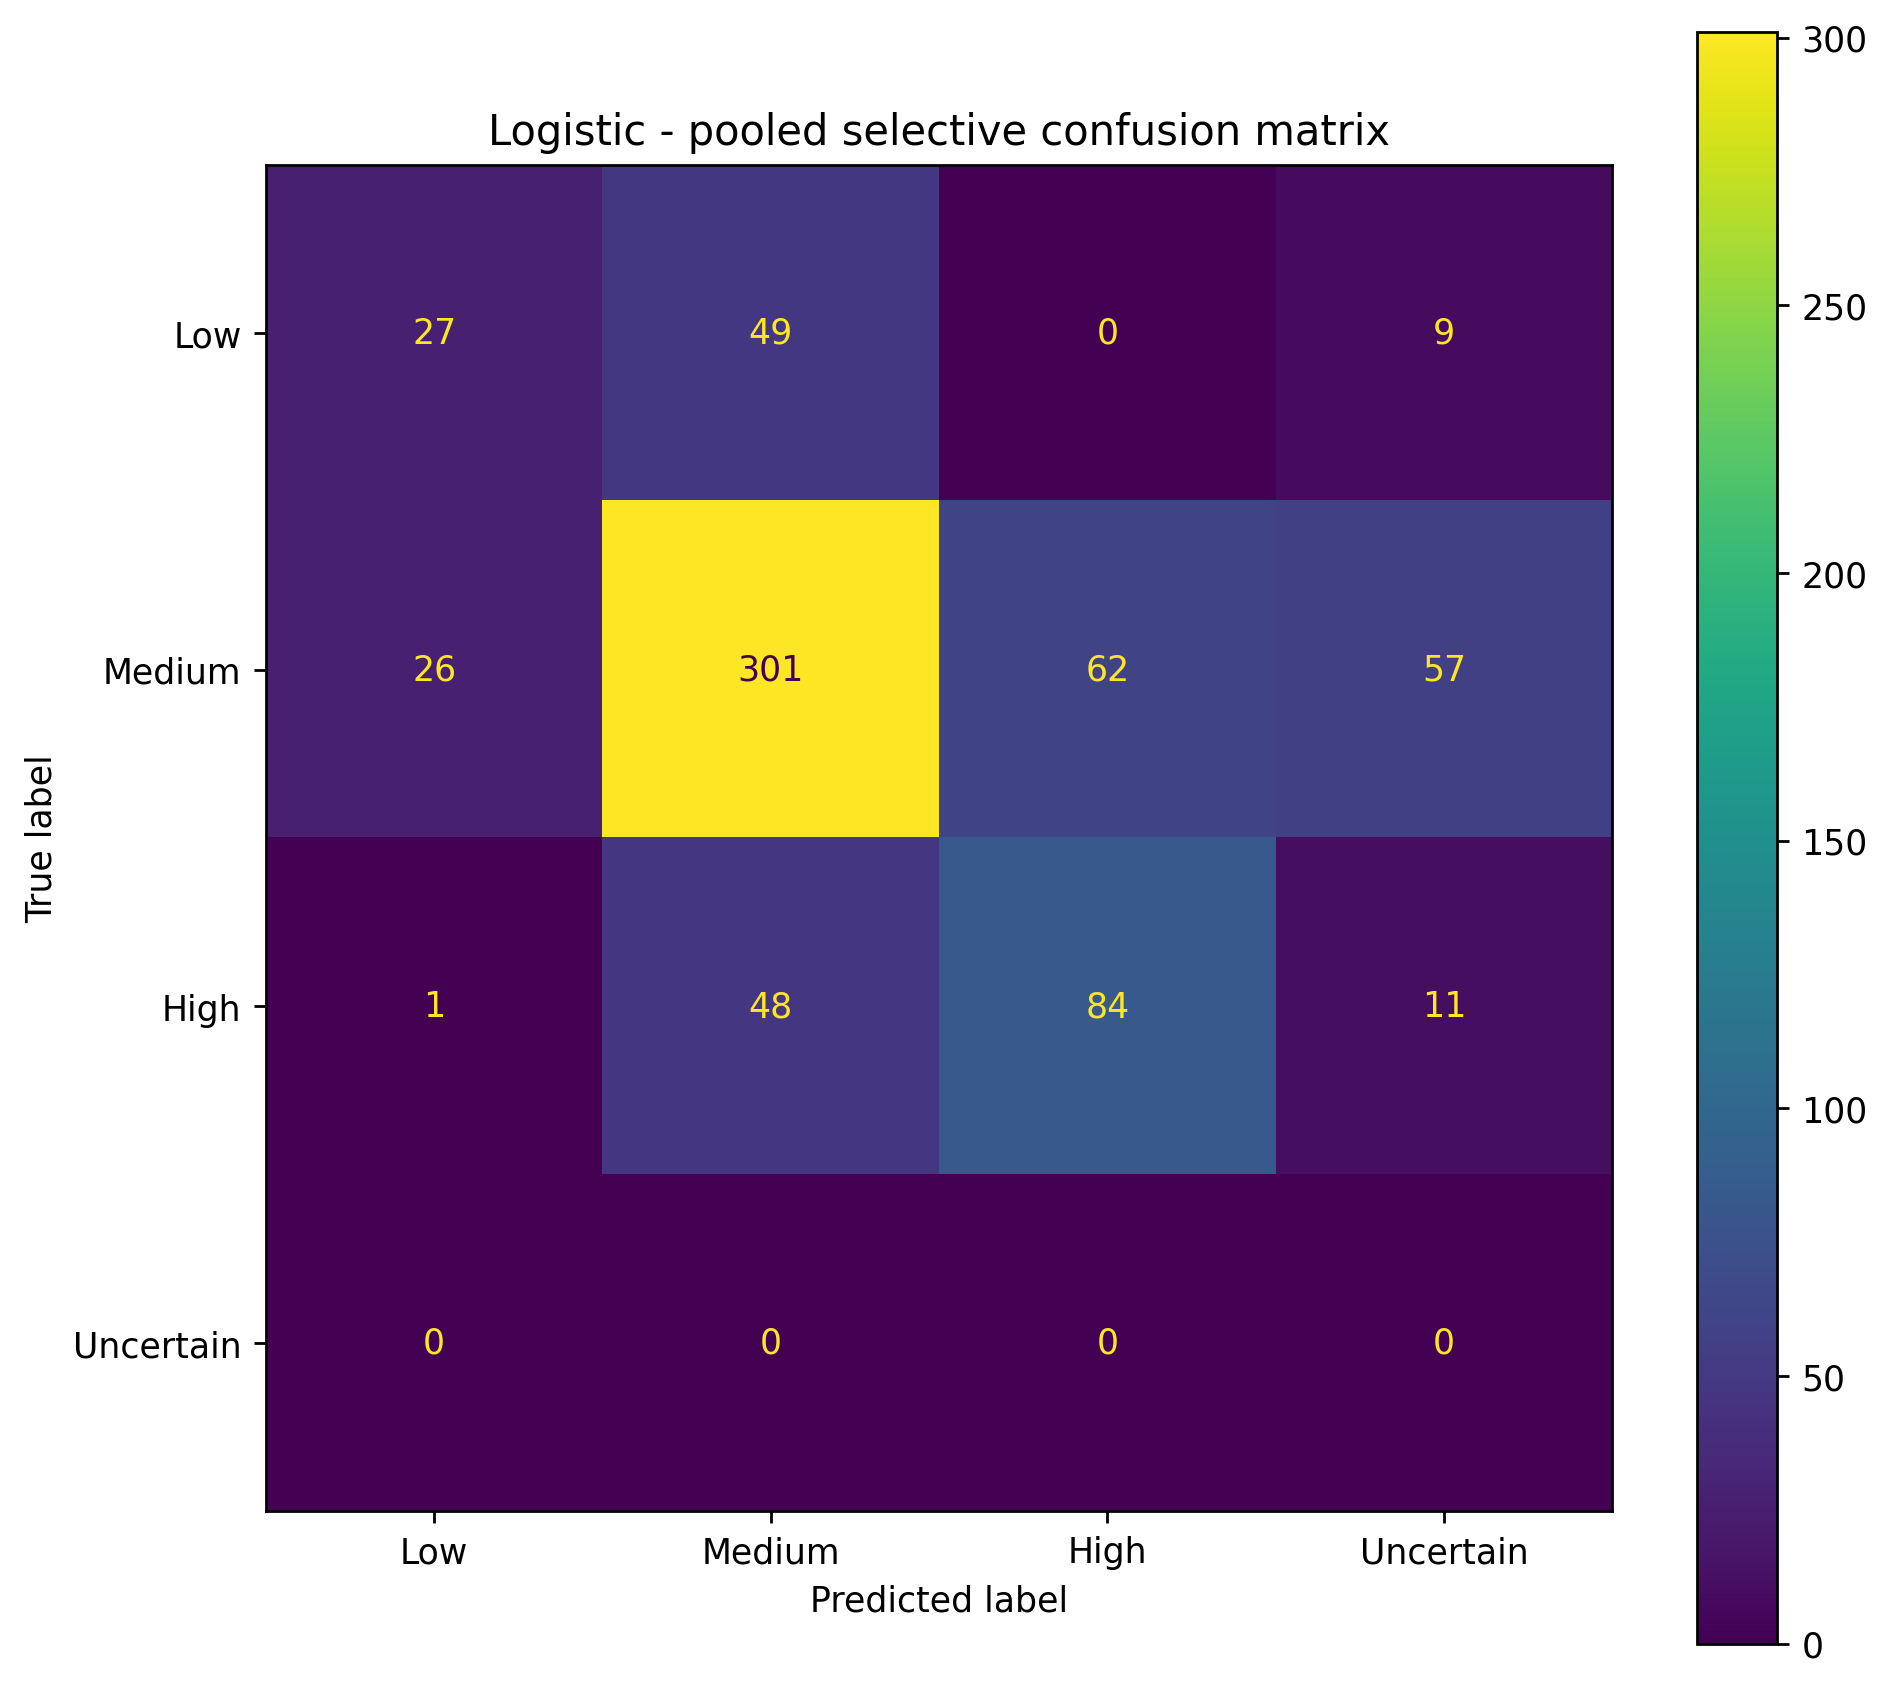 Logistic - pooled selective confusion matrix
300
250
200
150
100
50
0
True label
Low 27 49 0 9
Medium 26 301 62 57
High 1 48 84 11
Uncertain 0 0 0 0
Low Medium High Uncertain
Predicted label